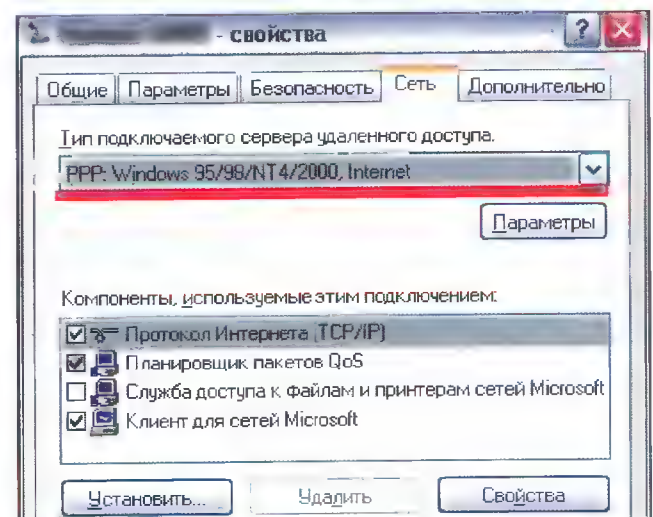 - свойства
Общие Параметры Безопасность Сеть Дополнительно
Тип подключаемого сервера удаленного доступа.
PPP: Windows 95/98/NT4/2000, Internet
Параметры
Компоненты, используемые этим подключением:
Протокол Интернета (TCP/IP)
Планировщик пакетов QoS
Служба доступа к файлам и принтерам сетей Microsoft
Клиент для сетей Microsoft
Установить... Удалить Свойства